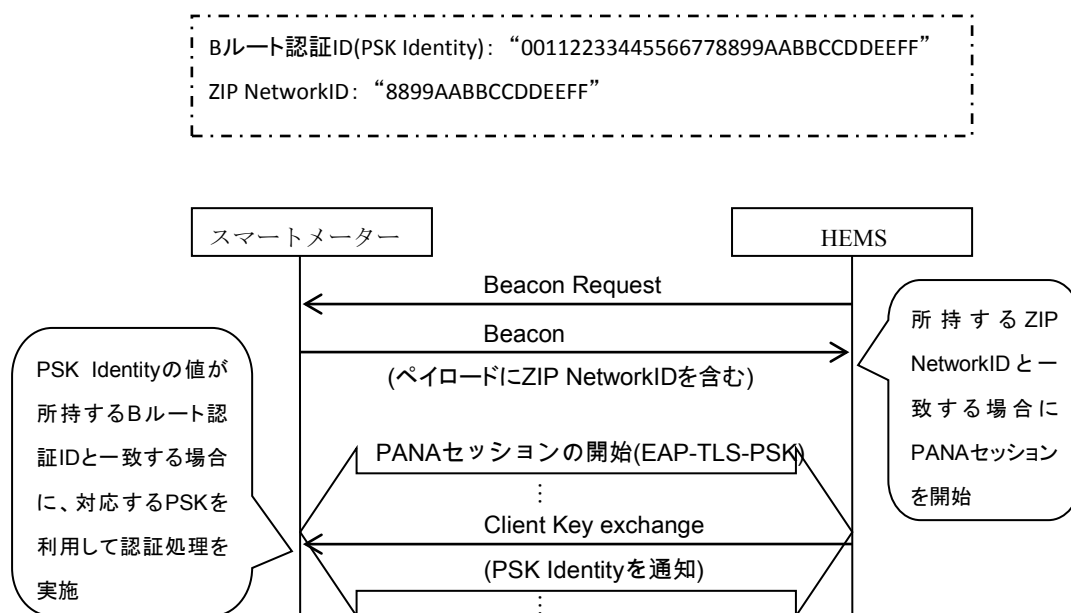 Bルート認証ID(PSK Identity): “00112233445566778899AABBCCDDEEFF”
ZIP NetworkID: “8899AABBCCDDEEFF”
スマートメーター
HEMS
Beacon Request
Beacon
(ペイロードにZIP NetworkIDを含む)
所持するZIP
NetworkIDと一
致する場合に
PANAセッション
を開始
PSK Identityの値が
所持するBルート認
証IDと一致する場合
に、対応するPSKを
利用して認証処理を
実施
PANAセッションの開始(EAP-TLS-PSK)
⋮
Client Key exchange
(PSK Identityを通知)
⋮